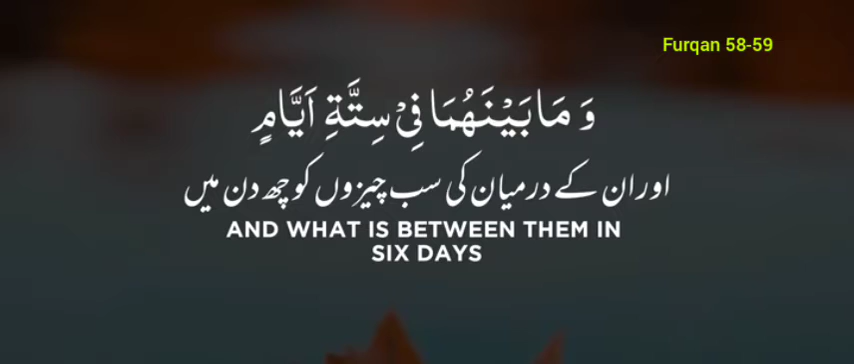 Furqan 58-59
وَ مَا بَيْنَهُمَا فِيْ سِتَّةِ اَيَّامٍ
اور ان کے درمیان کی سب چیزوں کو چھ دن میں
AND WHAT IS BETWEEN THEM IN
SIX DAYS